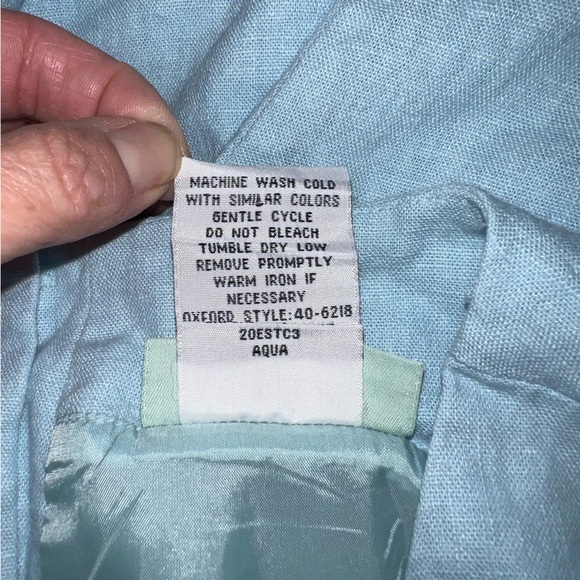 MACHINE WASH COLD
WITH SIMILAR COLORS
GENTLE CYCLE
DO NOT BLEACH
TUMBLE DRY LOW
REMOVE PROMPTLY
WARM IRON IF
NECESSARY
OXFORD STYLE:40-6218
20ESTC3
AQUA